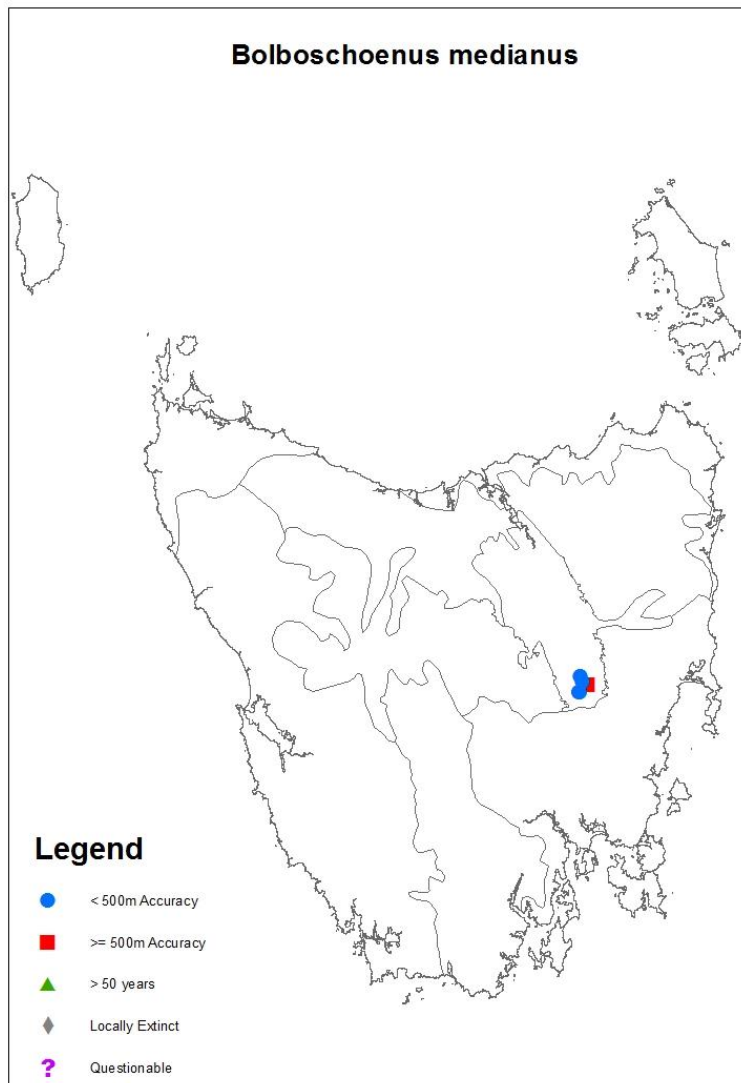 Bolboschoenus medianus
Legend
< 500m Accuracy
>= 500m Accuracy
> 50 years
Locally Extinct
? Questionable